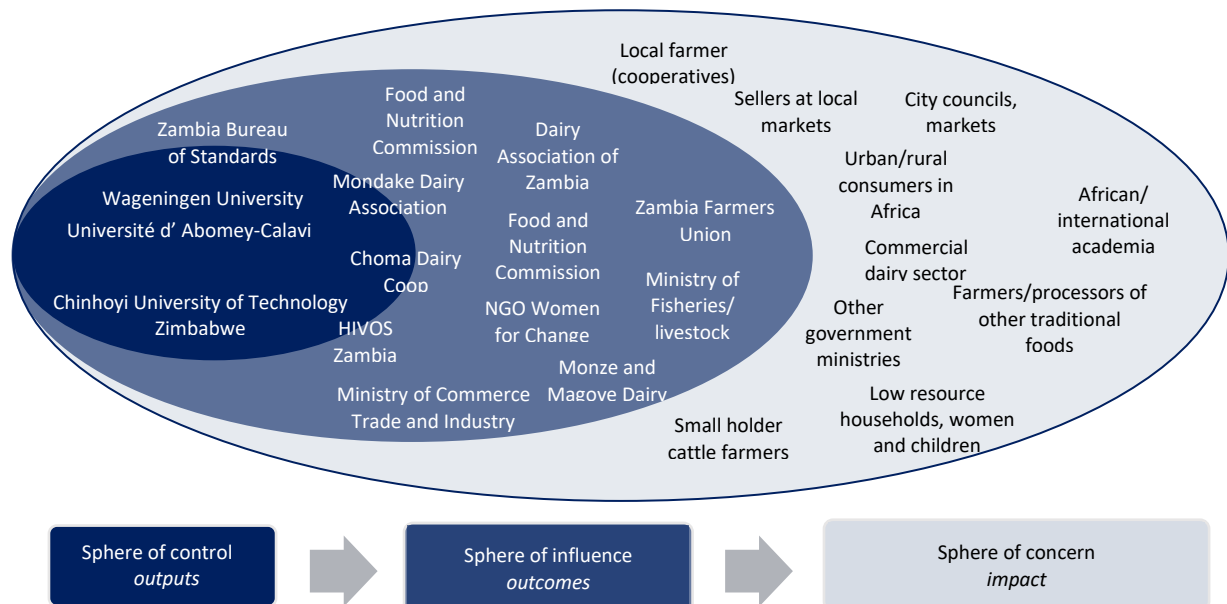 Local farmer
(cooperatives)
Sellers at local
markets
City councils,
markets
Food and
Nutrition
Commission
Zambia Bureau
of Standards
Dairy
Association of
Zambia
Urban/rural
consumers in
Africa
Wageningen University
Université d’ Abomey-Calavi
Mondake Dairy
Association
Food and
Nutrition
Commission
Zambia Farmers
Union
African/
international
academia
Choma Dairy
Coop
Commercial
dairy sector
Chinhoyi University of Technology
Zimbabwe
HIVOS
Zambia
NGO Women
for Change
Ministry of
Fisheries/
livestock
Other
government
ministries
Farmers/processors of
other traditional
foods
Ministry of Commerce
Trade and Industry
Monze and
Magoye Dairy
Small holder
cattle farmers
Low resource
households, women
and children
Sphere of control
outputs
Sphere of influence
outcomes
Sphere of concern
impact